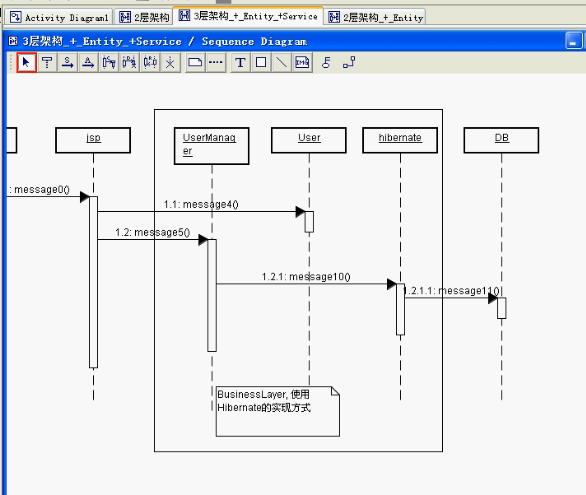 Activity Diagram1
2层架构
3层架构_+_Entity_+Service
2层架构_+_Entity
3层架构_+_Entity_+Service / Sequence Diagram
S
A
T
jsp
UserManag
er
User
hibernate
DB
: message0()
1.1: message4()
1.2: message5()
1.2.1: message10()
1.2.1.1: message11()
BusinessLayer, 使用
Hibernate的实现方式